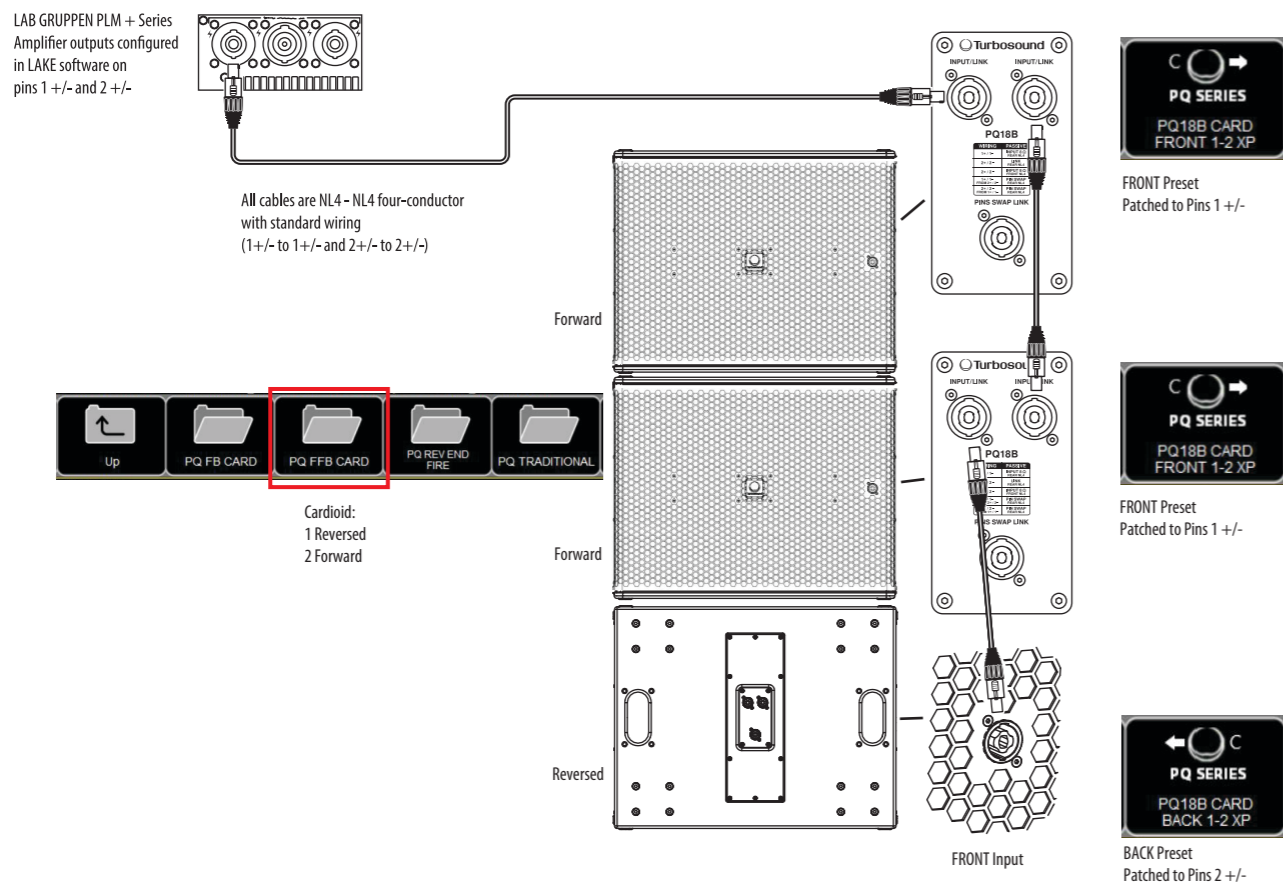 LAB GRUPPEN PLM + Series
Amplifier outputs configured
in LAKE software on
pins 1 +/- and 2 +/-
All cables are NL4 - NL4 four-conductor
with standard wiring
(1+/- to 1+/- and 2+/- to 2+/-)
Turbosound
INPUT/LINK
INPUT/LINK
PQ18B
WIRING
PASSIVE
PINS SWAP LINK
C
PQ SERIES
PQ18B CARD
FRONT 1-2 XP
FRONT Preset
Patched to Pins 1 +/-
Forward
Up
PQ FB CARD
PQ FFB CARD
PQ REV END
FIRE
PQ TRADITIONAL
Cardioid:
1 Reversed
2 Forward
Forward
INPUT/LINK
PQ18B
PASSIVE
SWAP LINK
C
PQ SERIES
PQ18B CARD
FRONT 1-2 XP
FRONT Preset
Patched to Pins 1 +/-
Reversed
FRONT Input
C
PQ SERIES
PQ18B CARD
BACK 1-2 XP
BACK Preset
Patched to Pins 2 +/-